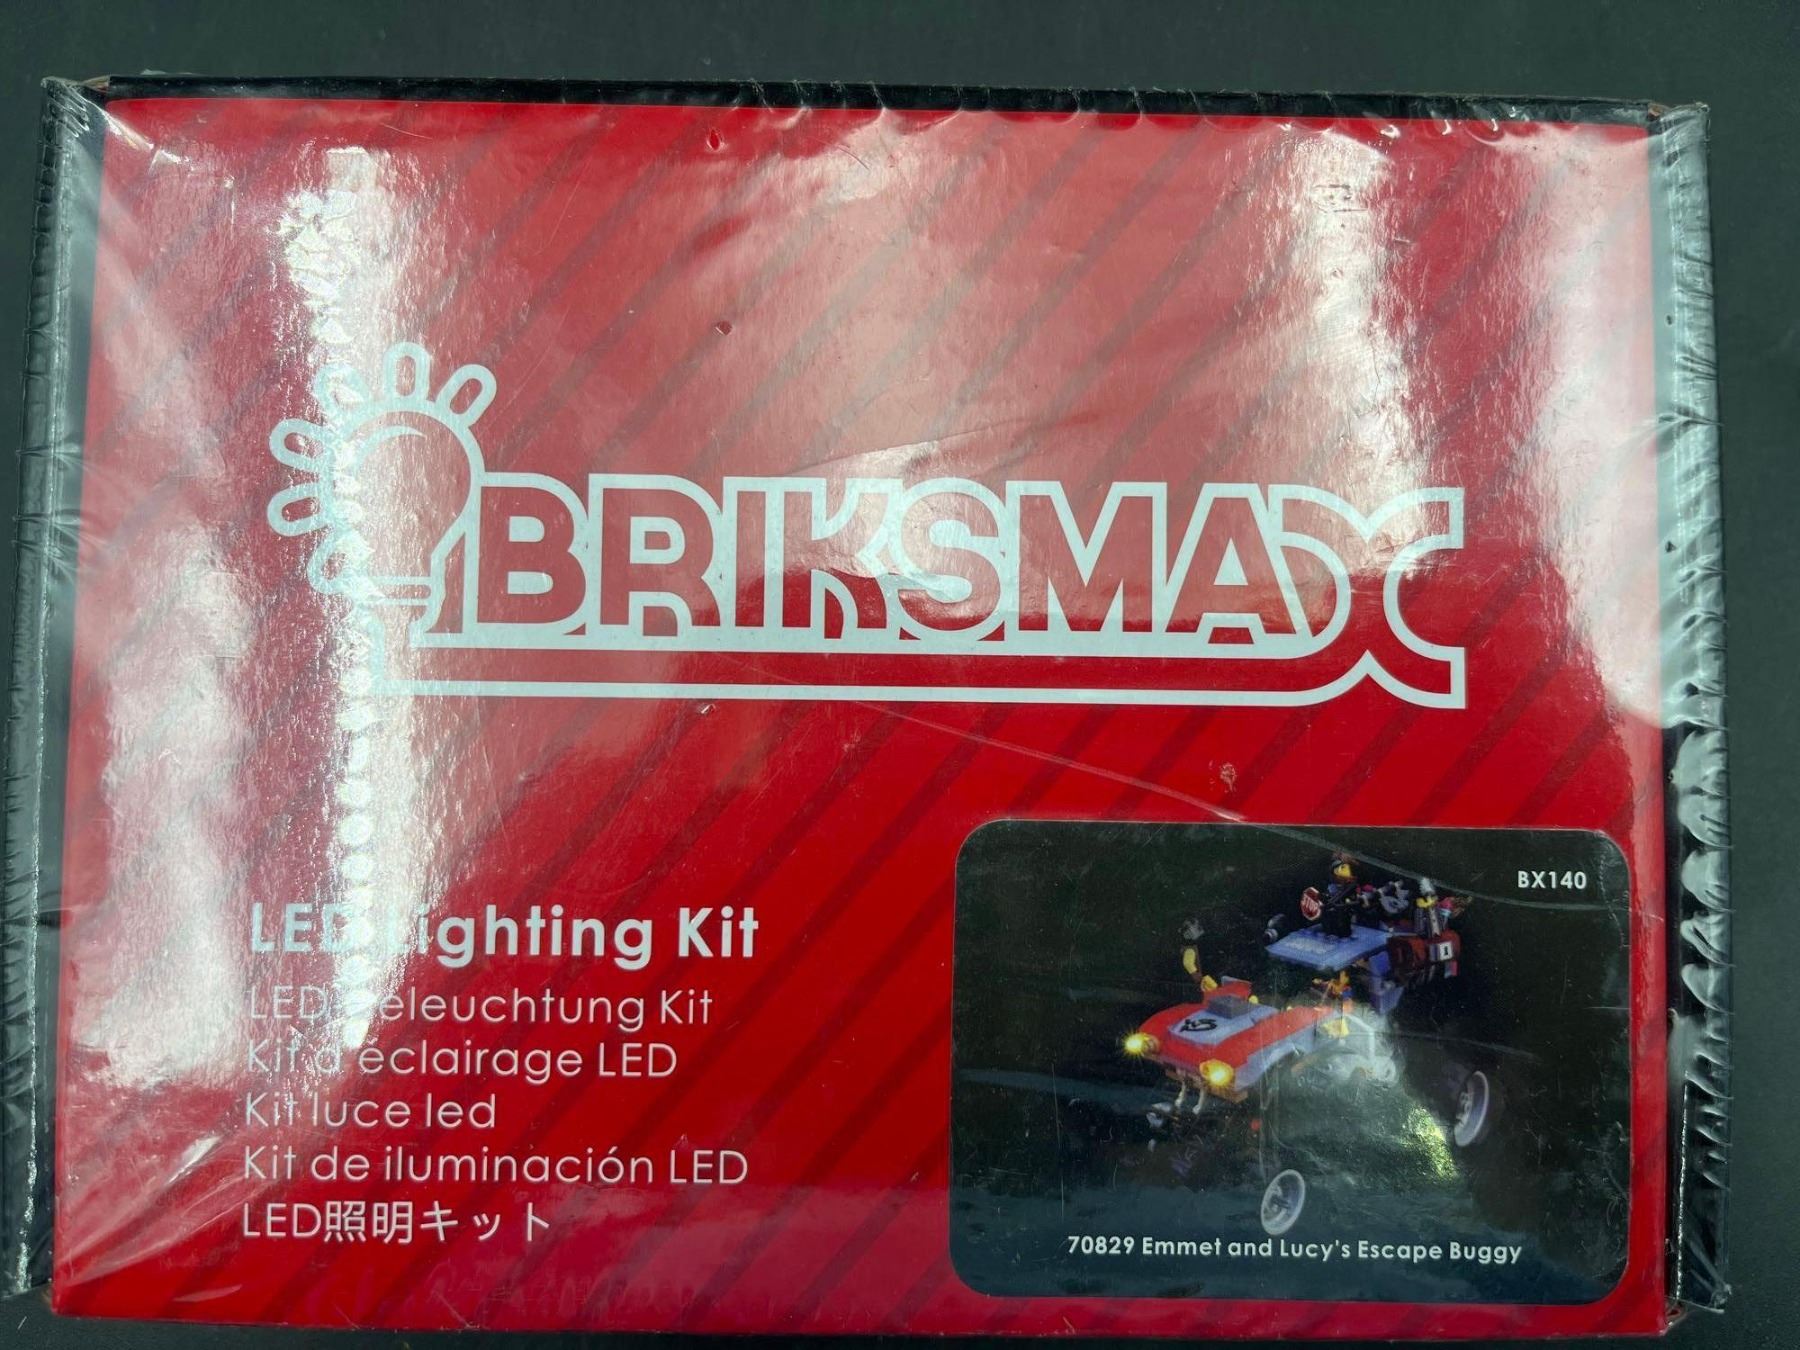 BRIKSMAX
LED Lighting Kit
LED Beleuchtung Kit
Kit d'éclairage LED
Kit luce led
Kit de iluminación LED
LED照明キット
BX140
STOP
70829 Emmet and Lucy's Escape Buggy